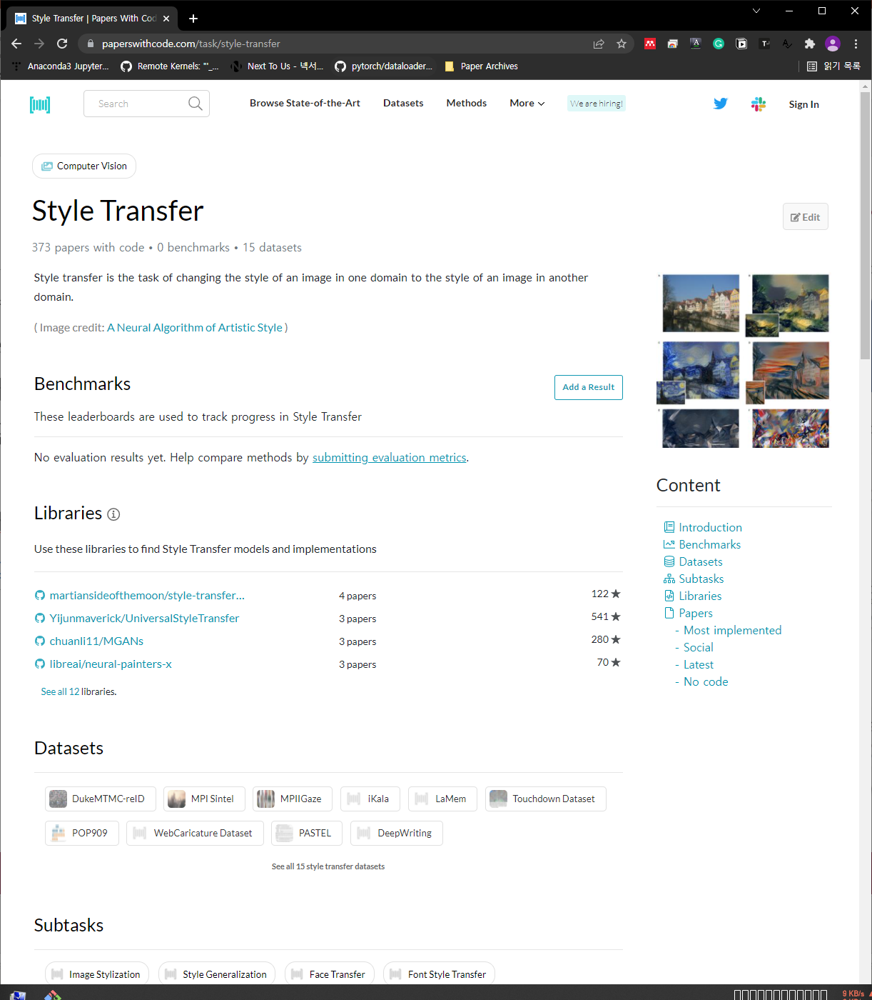 Style Transfer | Papers With Cod
paperswithcode.com/task/style-transfer
Anaconda3 Jupyter...
Remote Kernels: "'_...
Next To Us - 넥서...
pytorch/dataloader...
Paper Archives
읽기 목록
Search
Browse State-of-the-Art
Datasets
Methods
More
We are hiring!
Sign In
Computer Vision
Style Transfer
Edit
373 papers with code • 0 benchmarks • 15 datasets
Style transfer is the task of changing the style of an image in one domain to the style of an image in another
domain.
( Image credit: A Neural Algorithm of Artistic Style )
Benchmarks
Add a Result
These leaderboards are used to track progress in Style Transfer
No evaluation results yet. Help compare methods by submitting evaluation metrics.
Libraries
Use these libraries to find Style Transfer models and implementations
martiansideofthemoon/style-transfer... 4 papers 122
Yijunmaverick/UniversalStyleTransfer 3 papers 541
chuanli11/MGANs 3 papers 280
libreai/neural-painters-x 3 papers 70
See all 12 libraries.
Datasets
DukeMTMC-reID MPI Sintel MPIIGaze iKala LaMem Touchdown Dataset
POP909 WebCaricature Dataset PASTEL DeepWriting
See all 15 style transfer datasets
Subtasks
Image Stylization Style Generalization Face Transfer Font Style Transfer
Content
Introduction
Benchmarks
Datasets
Subtasks
Libraries
Papers
- Most implemented
- Social
- Latest
- No code
9 KB/s